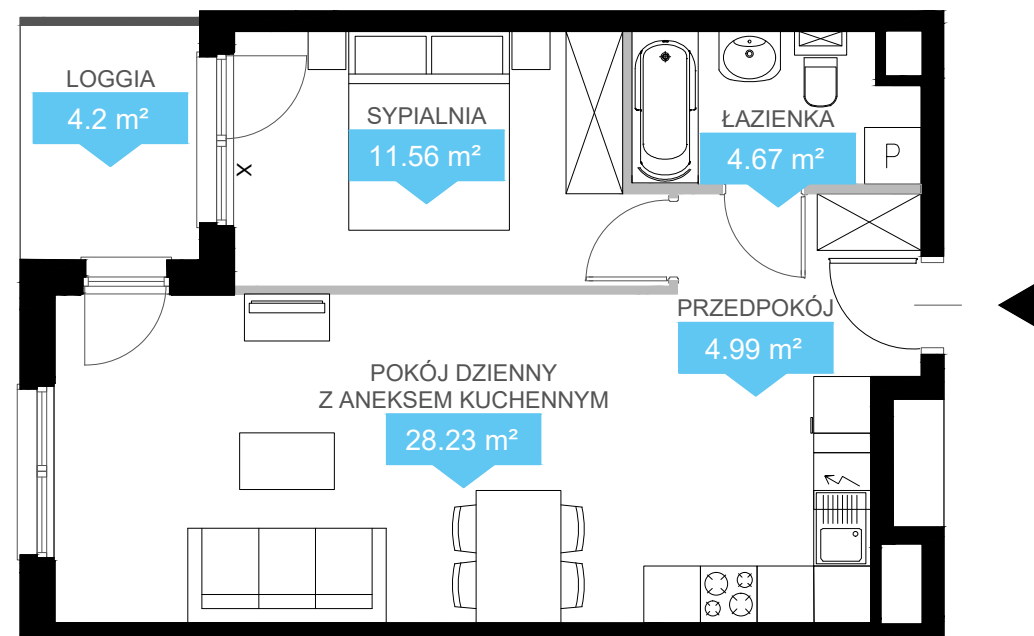 LOGGIA
4.2 m²
SYPIALNIA
11.56 m²
ŁAZIENKA
4.67 m²
P
X
PRZEDPOKÓJ
4.99 m²
POKÓJ DZIENNY
Z ANEKSEM KUCHENNYM
28.23 m²